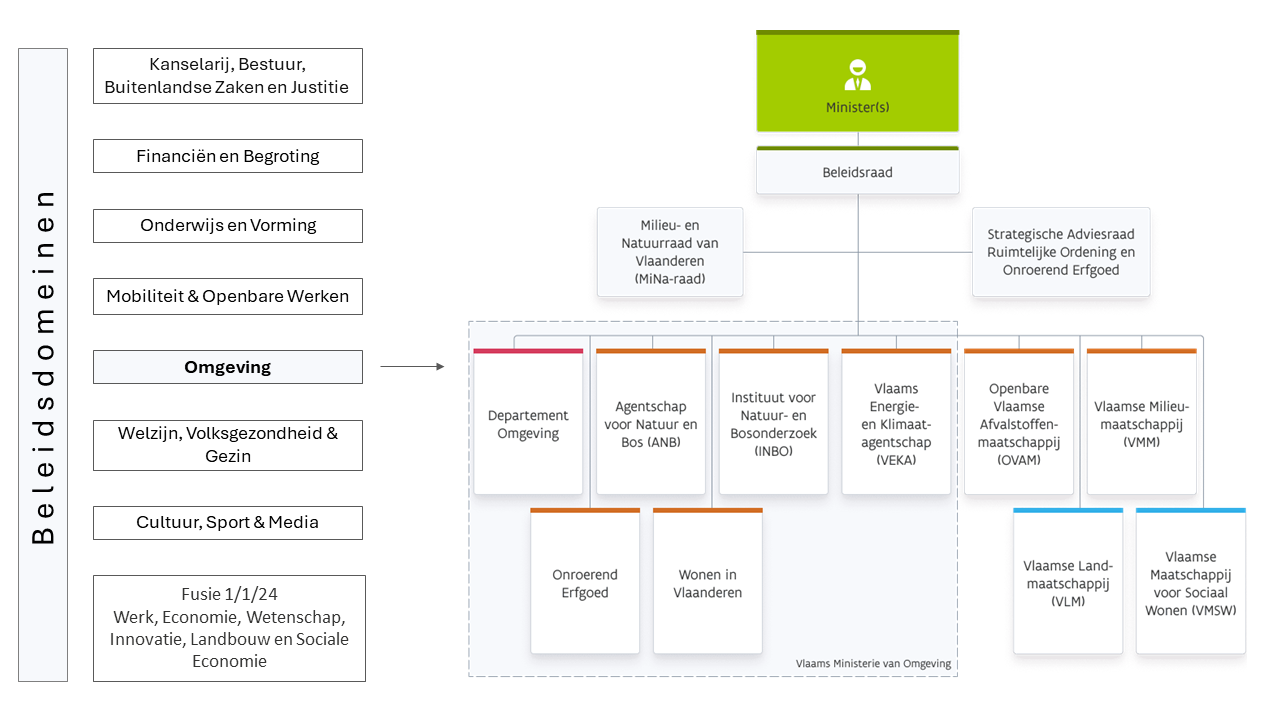 Beleidsdomeinen
Kanselarij, Bestuur,
Buitenlandse Zaken en Justitie
Financiën en Begroting
Onderwijs en Vorming
Mobiliteit & Openbare Werken
Omgeving
Welzijn, Volksgezondheid &
Gezin
Cultuur, Sport & Media
Fusie 1/1/24
Werk, Economie, Wetenschap,
Innovatie, Landbouw en Sociale
Economie
Minister(s)
Beleidsraad
Milieu- en
Natuurraad van
Vlaanderen
(MiNa-raad)
Strategische Adviesraad
Ruimtelijke Ordening en
Onroerend Erfgoed
Departement
Omgeving
Agentschap
voor Natuur en
Bos (ANB)
Instituut voor
Natuur- en
Bosonderzoek
(INBO)
Vlaams
Energie-
en Klimaat-
agentschap
(VEKA)
Openbare
Vlaamse
Afvalstoffen-
maatschappij
(OVAM)
Vlaamse Milieu-
maatschappij
(VMM)
Onroerend
Erfgoed
Wonen in
Vlaanderen
Vlaamse Land-
maatschappij
(VLM)
Vlaamse
Maatschappij
voor Sociaal
Wonen (VMSW)
Vlaams Ministerie van Omgeving